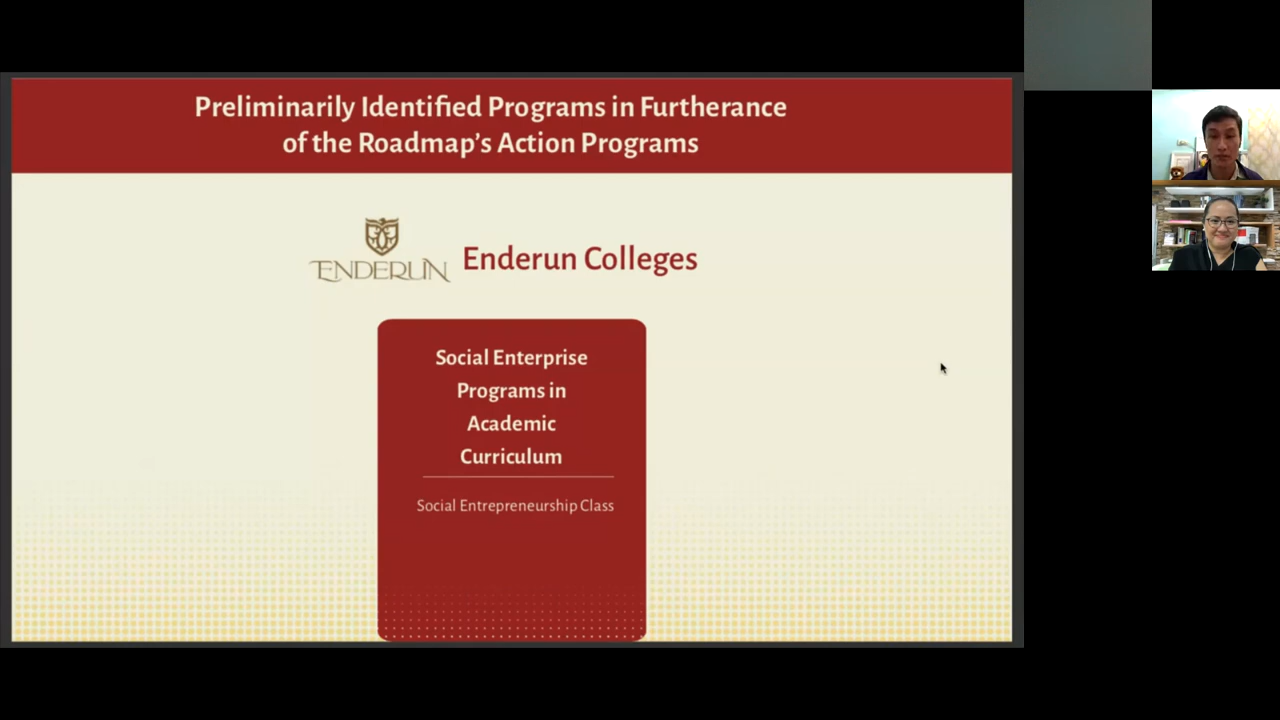 Preliminarily Identified Programs in Furtherance
of the Roadmap's Action Programs
ENDERUN
Enderun Colleges
Social Enterprise
Programs in
Academic
Curriculum
Social Entrepreneurship Class